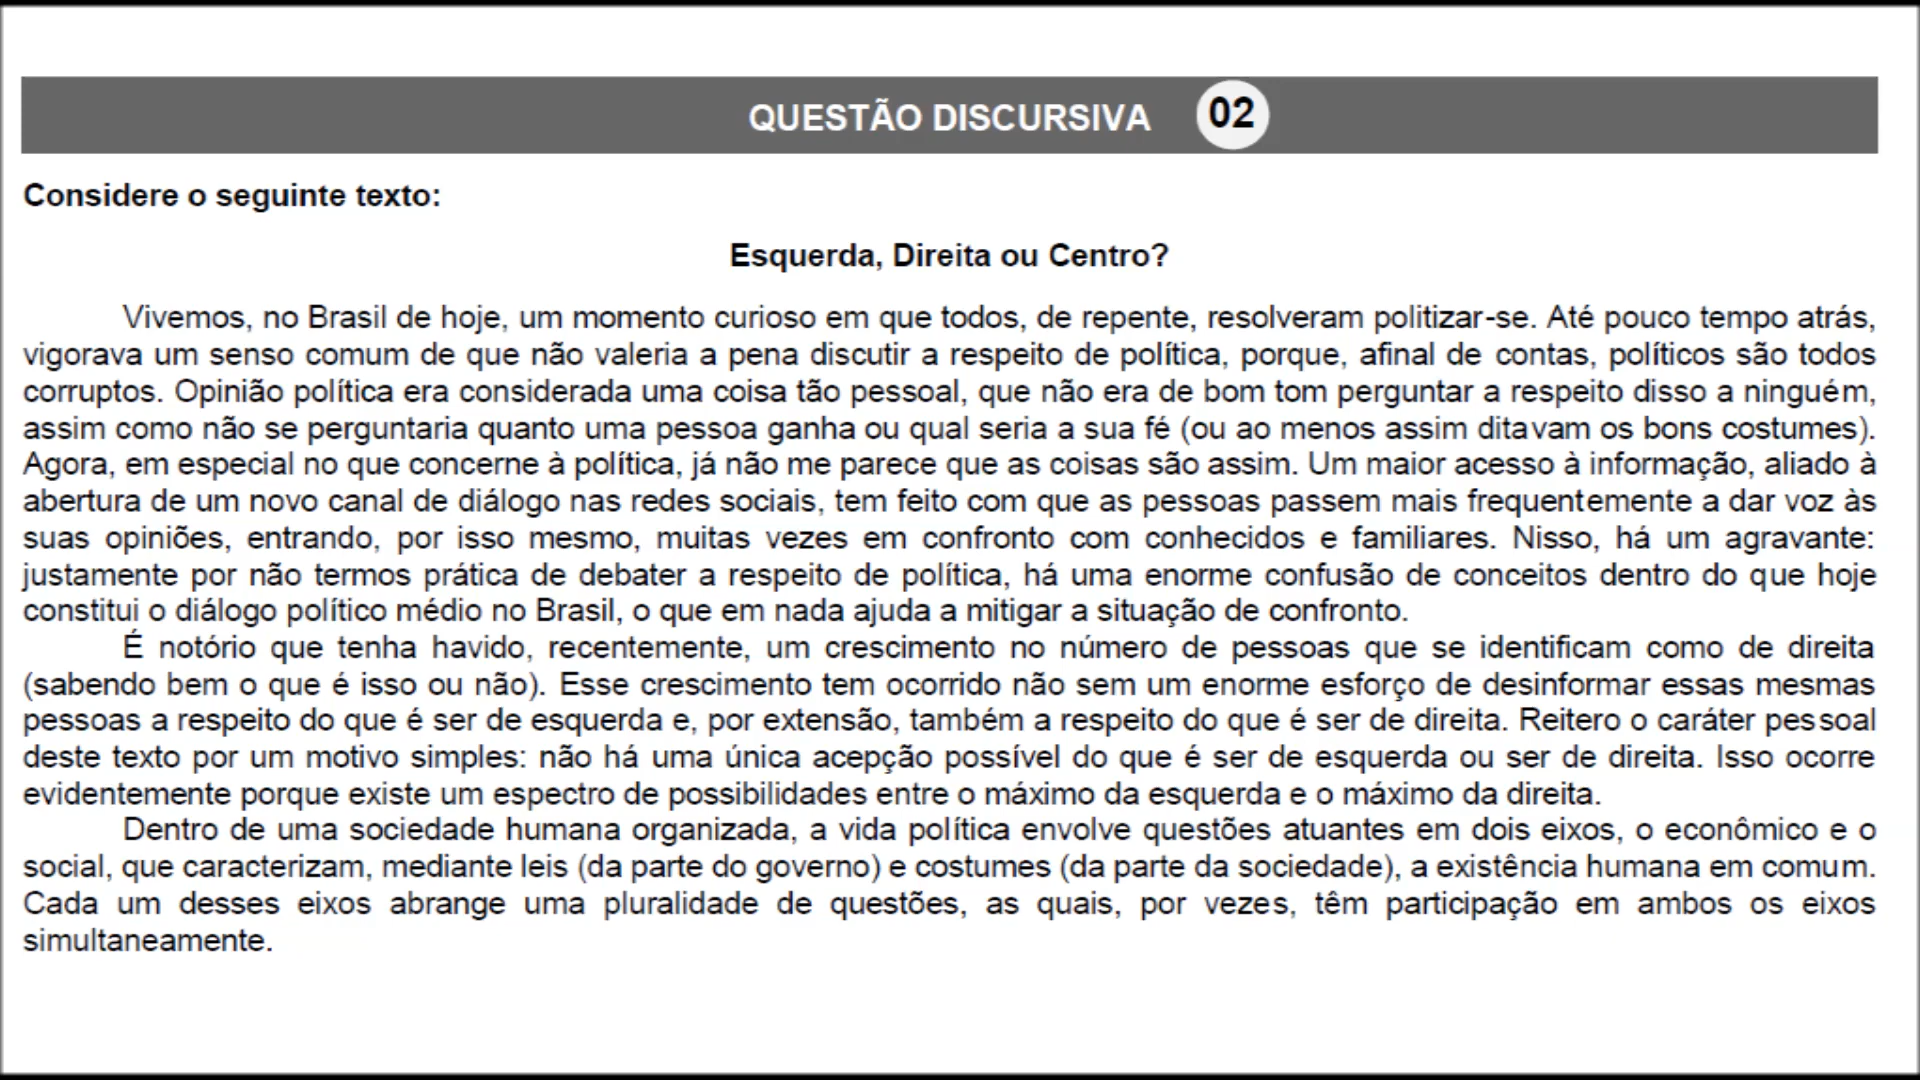 QUESTÃO DISCURSIVA 02
Considere o seguinte texto:
Esquerda, Direita ou Centro?
Vivemos, no Brasil de hoje, um momento curioso em que todos, de repente, resolveram politizar-se. Até pouco tempo atrás,
vigorava um senso comum de que não valeria a pena discutir a respeito de política, porque, afinal de contas, políticos são todos
corruptos. Opinião política era considerada uma coisa tão pessoal, que não era de bom tom perguntar a respeito disso a ninguém,
assim como não se perguntaria quanto uma pessoa ganha ou qual seria a sua fé (ou ao menos assim ditavam os bons costumes).
Agora, em especial no que concerne à política, já não me parece que as coisas são assim. Um maior acesso à informação, aliado à
abertura de um novo canal de diálogo nas redes sociais, tem feito com que as pessoas passem mais frequentemente a dar voz às
suas opiniões, entrando, por isso mesmo, muitas vezes em confronto com conhecidos e familiares. Nisso, há um agravante:
justamente por não termos prática de debater a respeito de política, há uma enorme confusão de conceitos dentro do que hoje
constitui o diálogo político médio no Brasil, o que em nada ajuda a mitigar a situação de confronto.
É notório que tenha havido, recentemente, um crescimento no número de pessoas que se identificam como de direita
(sabendo bem o que é isso ou não). Esse crescimento tem ocorrido não sem um enorme esforço de desinformar essas mesmas
pessoas a respeito do que é ser de esquerda e, por extensão, também a respeito do que é ser de direita. Reitero o caráter pessoal
deste texto por um motivo simples: não há uma única acepção possível do que é ser de esquerda ou ser de direita. Isso ocorre
evidentemente porque existe um espectro de possibilidades entre o máximo da esquerda e o máximo da direita.
Dentro de uma sociedade humana organizada, a vida política envolve questões atuantes em dois eixos, o econômico e o
social, que caracterizam, mediante leis (da parte do governo) e costumes (da parte da sociedade), a existência humana em comum.
Cada um desses eixos abrange uma pluralidade de questões, as quais, por vezes, têm participação em ambos os eixos
simultaneamente.